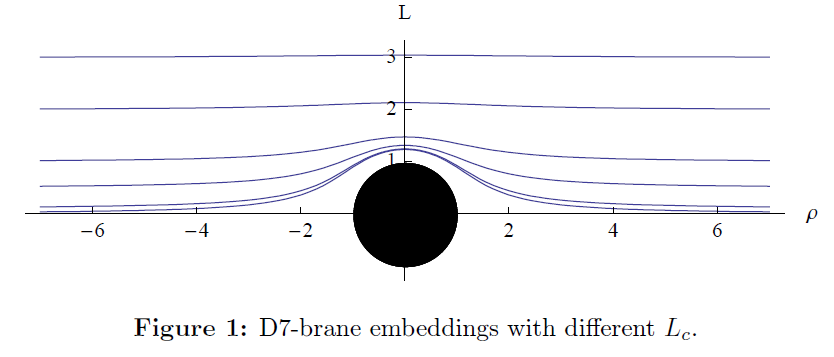 L
3
2
1
−6 −4 −2 2 4 6 ρ
Figure 1: D7-brane embeddings with different L_c.